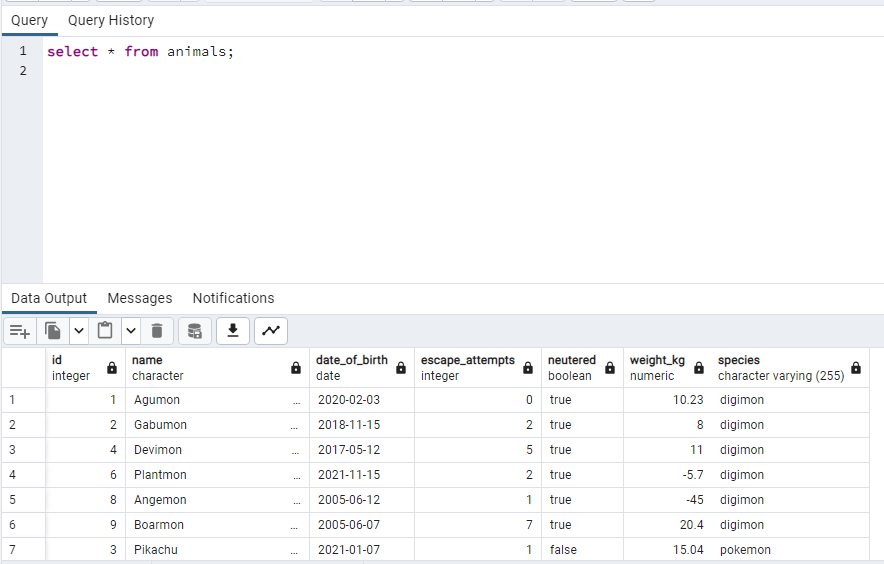 Query Query History
1 select * from animals;
2
Data Output Messages Notifications
id name date_of_birth escape_attempts neutered weight_kg species
integer character date integer boolean numeric character varying (255)
1 1 Agumon ... 2020-02-03 0 true 10.23 digimon
2 2 Gabumon ... 2018-11-15 2 true 8 digimon
3 4 Devimon ... 2017-05-12 5 true 11 digimon
4 6 Plantmon ... 2021-11-15 2 true -5.7 digimon
5 8 Angemon ... 2005-06-12 1 true -45 digimon
6 9 Boarmon ... 2005-06-07 7 true 20.4 digimon
7 3 Pikachu ... 2021-01-07 1 false 15.04 pokemon